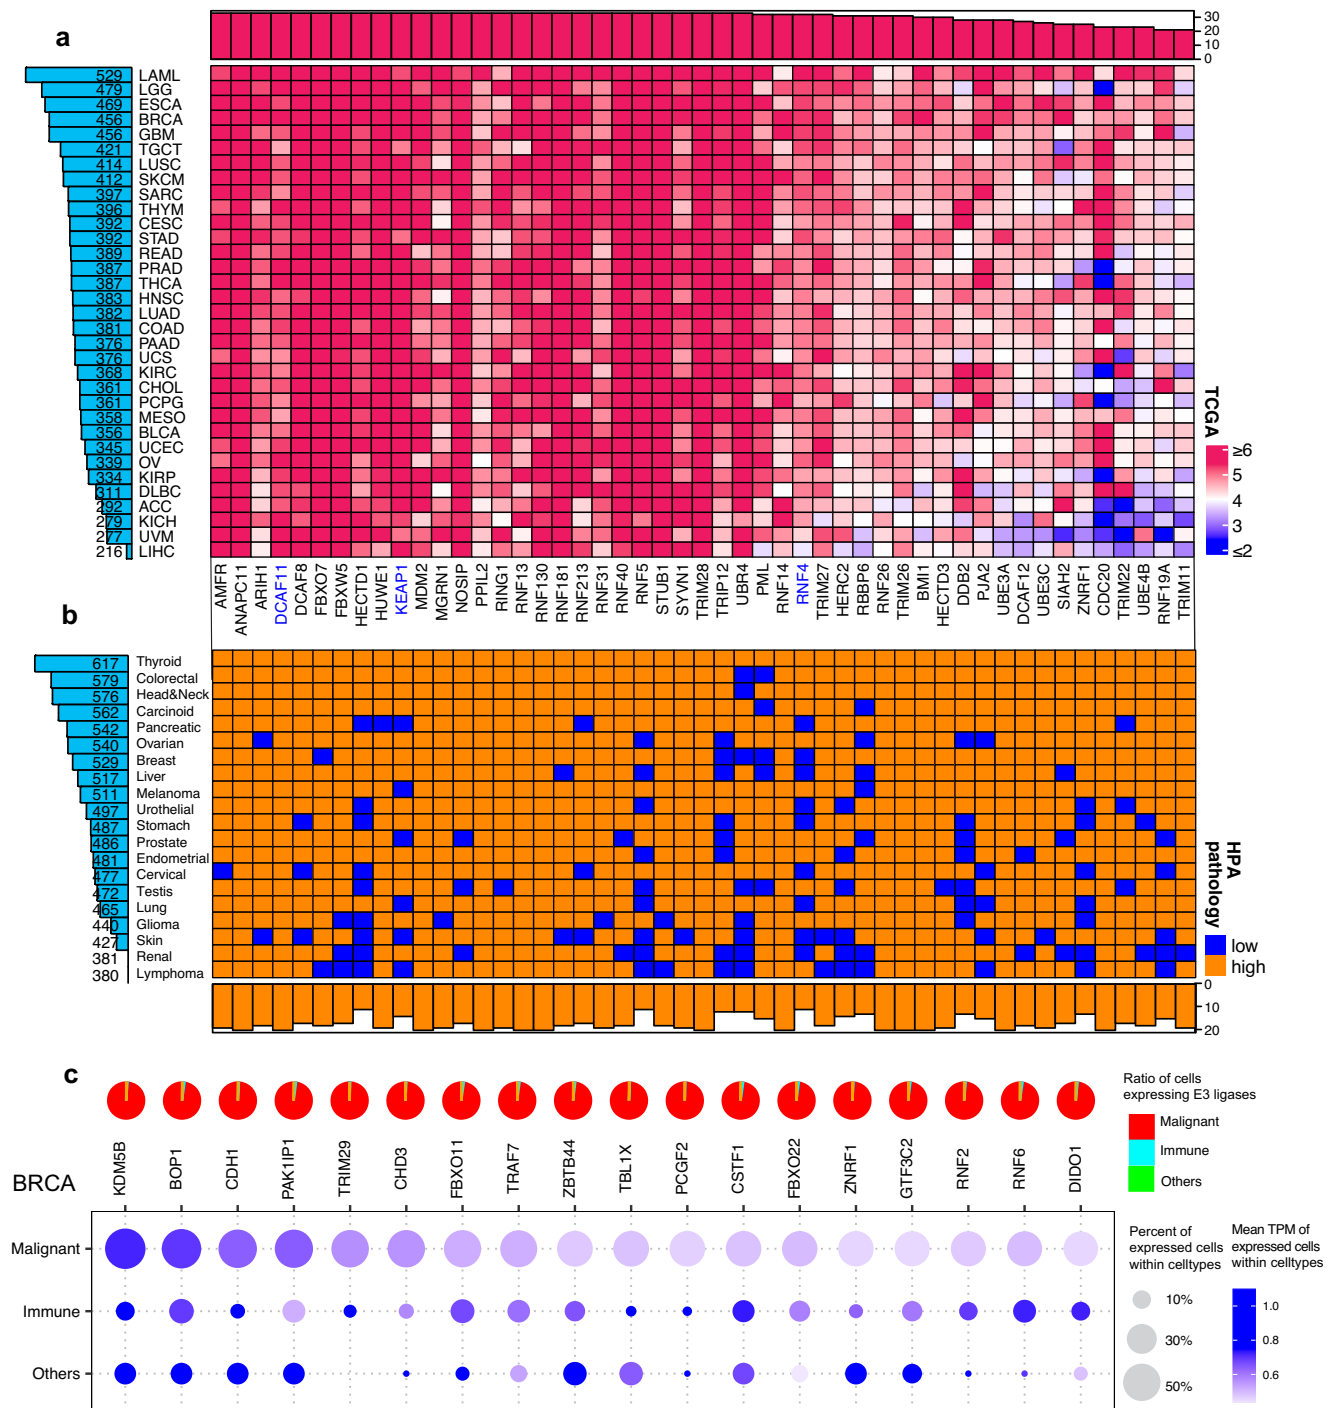 a
30
20
10
0
529 LAML
479 LGG
469 ESCA
456 BRCA
456 GBM
421 TGCT
414 LUSC
412 SKCM
397 SARC
396 THYM
392 CESC
392 STAD
389 READ
387 PRAD
387 THCA
383 HNSC
382 LUAD
381 COAD
376 PAAD
376 UCS
368 KIRC
361 CHOL
361 PCPG
358 MESO
356 BLCA
345 UCEC
339 OV
334 KIRP
311 DLBC
292 ACC
279 KICH
277 UVM
216 LIHC
TCGA
≥6
5
4
3
≤2
AMFR
ANAPC11
ARIH1
DCAF11
DCAF8
FBXO7
FBXW5
HECTD1
HUWE1
KEAP1
MDM2
MGRN1
NOSIP
PPIL2
RING1
RNF13
RNF130
RNF181
RNF213
RNF31
RNF40
RNF5
STUB1
SYVN1
TRIM28
TRIP12
UBR4
PML
RNF14
RNF4
TRIM27
HERC2
RBBP6
RNF26
TRIM26
BMI1
HECTD3
DDB2
PJA2
UBE3A
DCAF12
UBE3C
SIAH2
ZNRF1
CDC20
TRIM22
UBE4B
RNF19A
TRIM11
b
617 Thyroid
579 Colorectal
576 Head&Neck
562 Carcinoid
542 Pancreatic
540 Ovarian
529 Breast
517 Liver
511 Melanoma
497 Urothelial
487 Stomach
486 Prostate
481 Endometrial
477 Cervical
472 Testis
465 Lung
440 Glioma
427 Skin
381 Renal
380 Lymphoma
HPA
pathology
low
high
0
10
20
c
Ratio of cells
expressing E3 ligases
Malignant
Immune
Others
BRCA
KDM5B
BOP1
CDH1
PAK1IP1
TRIM29
CHD3
FBXO11
TRAF7
ZBTB44
TBL1X
PCGF2
CSTF1
FBXO22
ZNRF1
GTF3C2
RNF2
RNF6
DIDO1
Malignant
Immune
Others
Percent of
expressed cells
within celltypes
10%
30%
50%
Mean TPM of
expressed cells
within celltypes
1.0
0.8
0.6